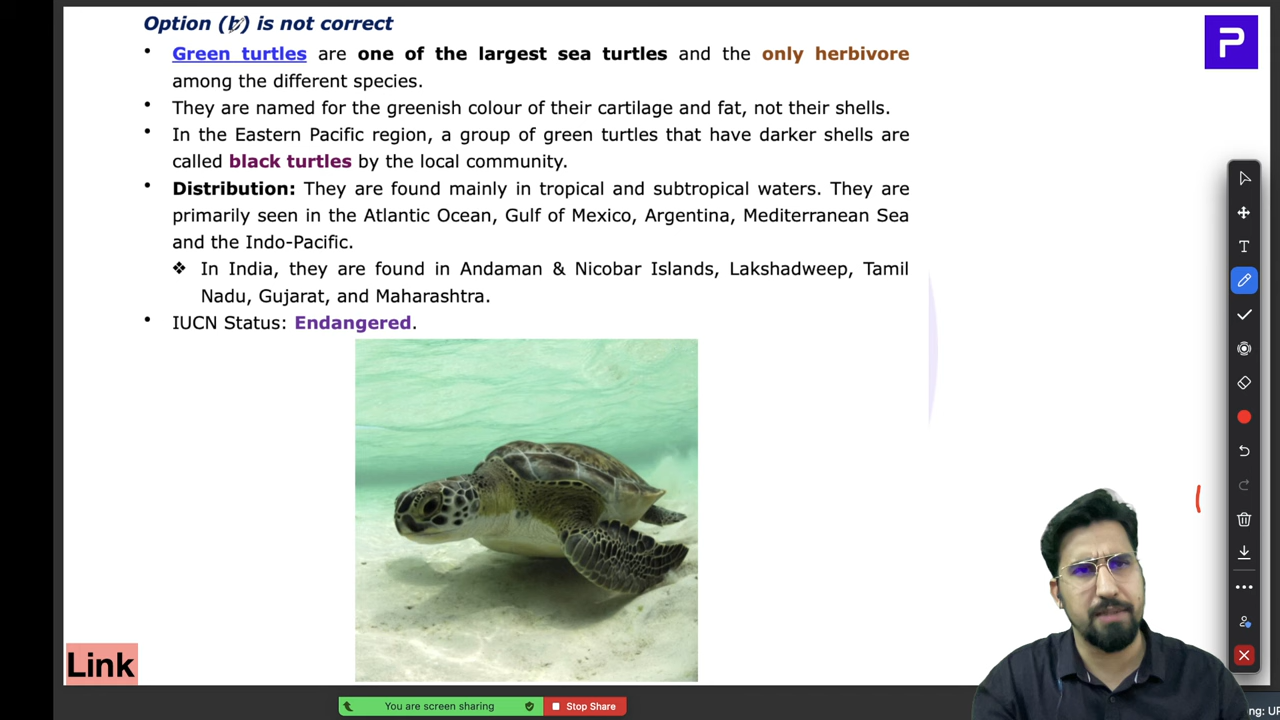 Option (b) is not correct
• Green turtles are one of the largest sea turtles and the only herbivore
among the different species.
• They are named for the greenish colour of their cartilage and fat, not their shells.
• In the Eastern Pacific region, a group of green turtles that have darker shells are
called black turtles by the local community.
• Distribution: They are found mainly in tropical and subtropical waters. They are
primarily seen in the Atlantic Ocean, Gulf of Mexico, Argentina, Mediterranean Sea
and the Indo-Pacific.
❖ In India, they are found in Andaman & Nicobar Islands, Lakshadweep, Tamil
Nadu, Gujarat, and Maharashtra.
• IUCN Status: Endangered.
P
T
Link
You are screen sharing
Stop Share
ng: UP